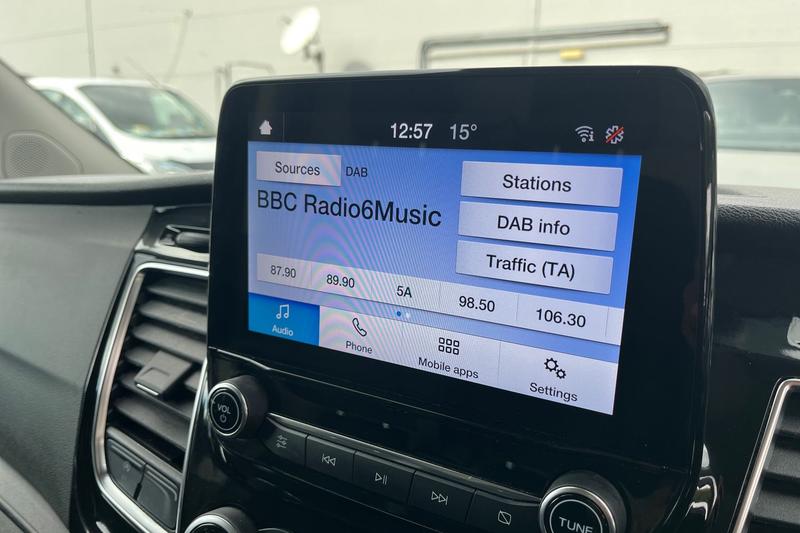 12:57 15°
Sources DAB
BBC Radio6Music
Stations
DAB info
Traffic (TA)
87.90 89.90 5A 98.50 106.30
Audio Phone Mobile apps Settings
VOL
TUNE